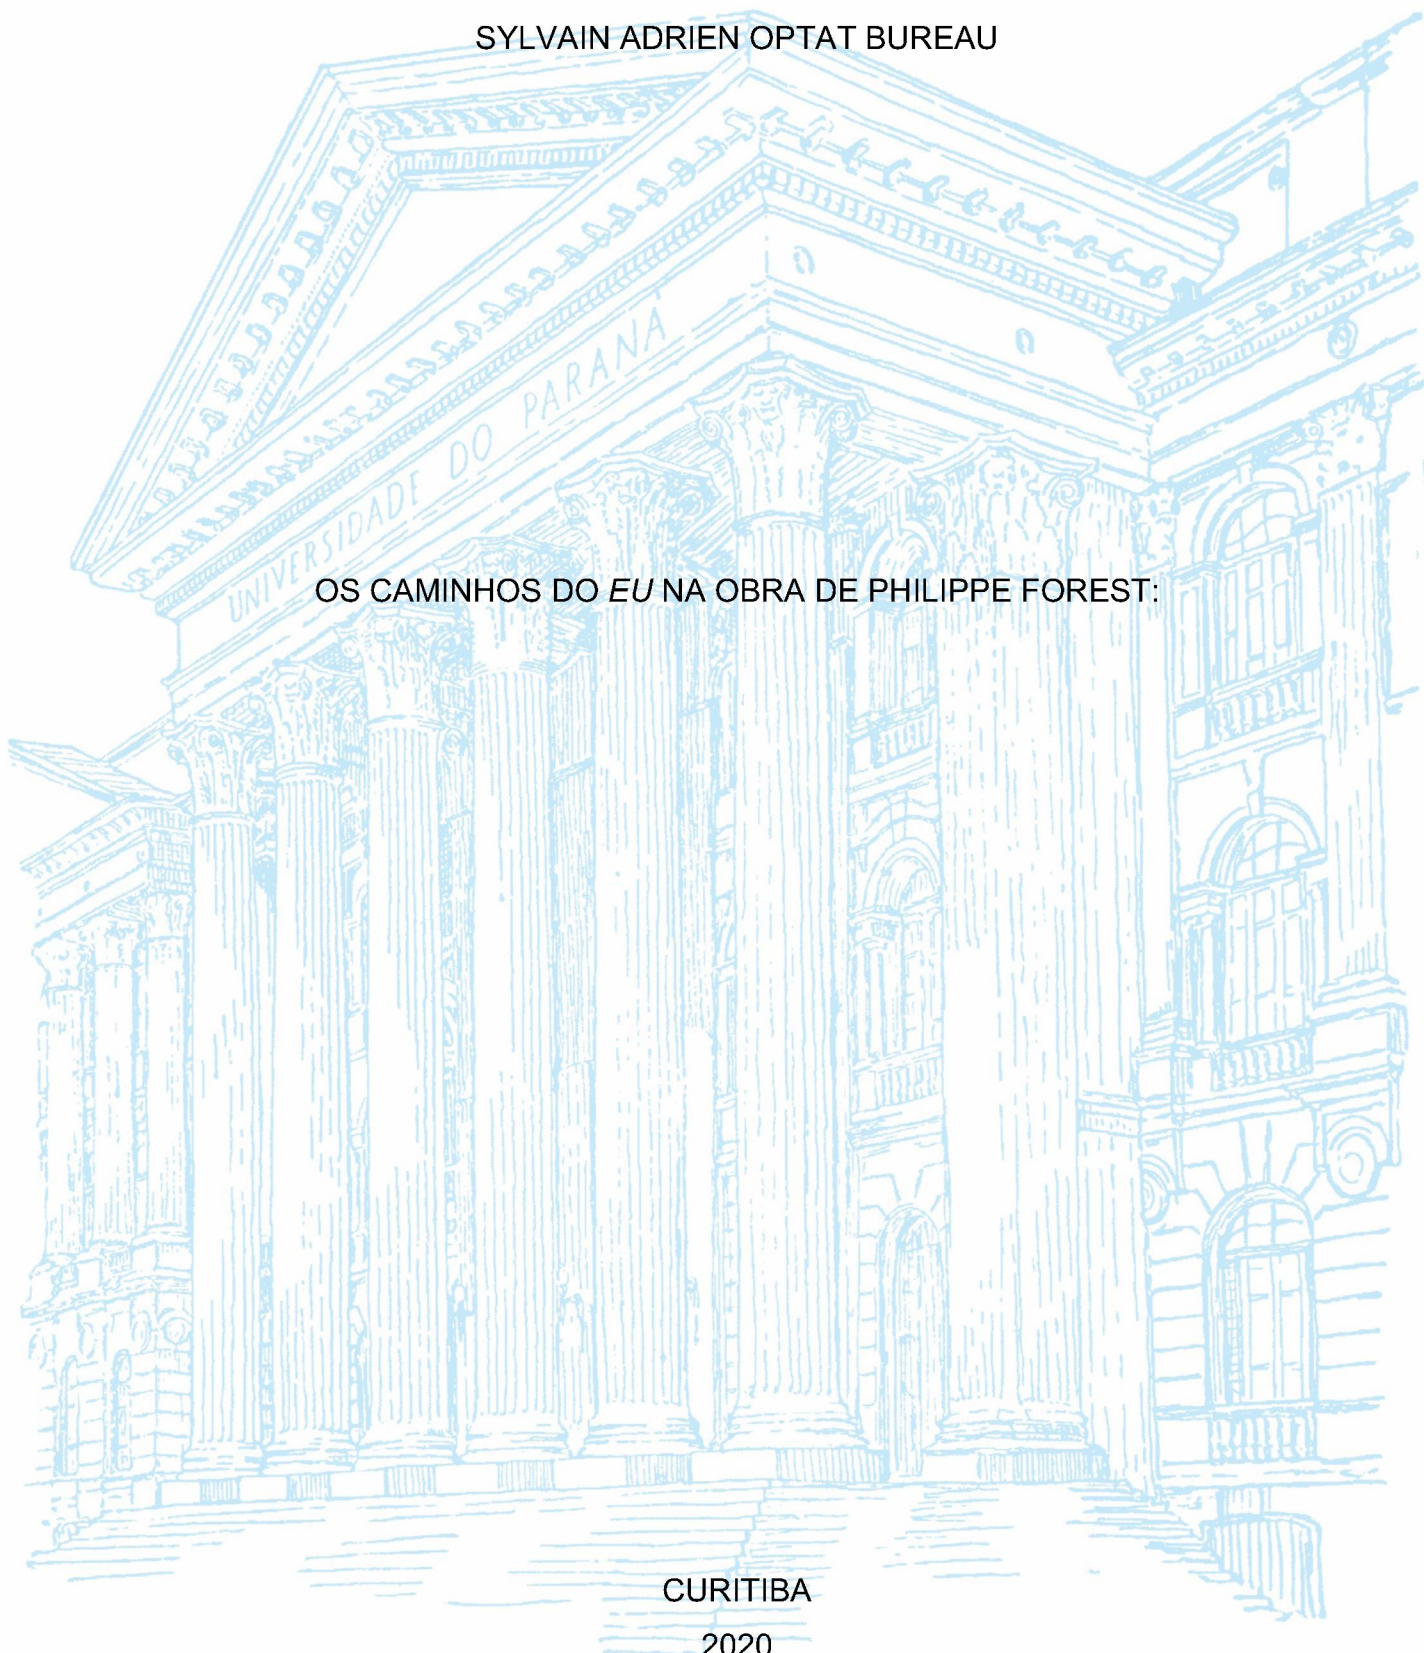 SYLVAIN ADRIEN OPTAT BUREAU
UNIVERSIDADE DO PARANÁ
OS CAMINHOS DO EU NA OBRA DE PHILIPPE FOREST:
CURITIBA
2020